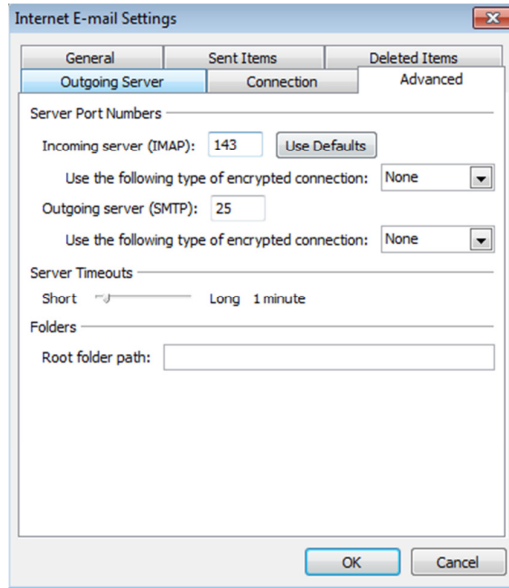 Internet E-mail Settings
General Sent Items Deleted Items
Outgoing Server Connection Advanced
Server Port Numbers
Incoming server (IMAP): 143 Use Defaults
Use the following type of encrypted connection: None
Outgoing server (SMTP): 25
Use the following type of encrypted connection: None
Server Timeouts
Short Long 1 minute
Folders
Root folder path:
OK Cancel